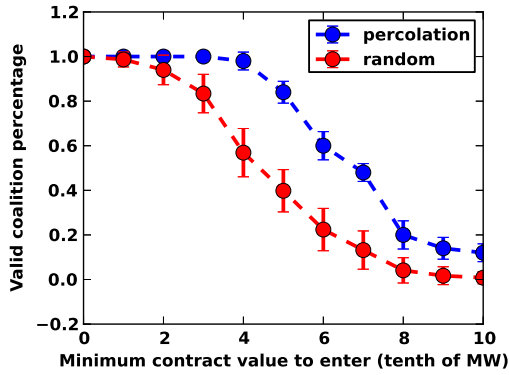 1.2
1.0
0.8
0.6
0.4
0.2
0.0
−0.2
0 2 4 6 8 10
Valid coalition percentage
Minimum contract value to enter (tenth of MW)
percolation
random